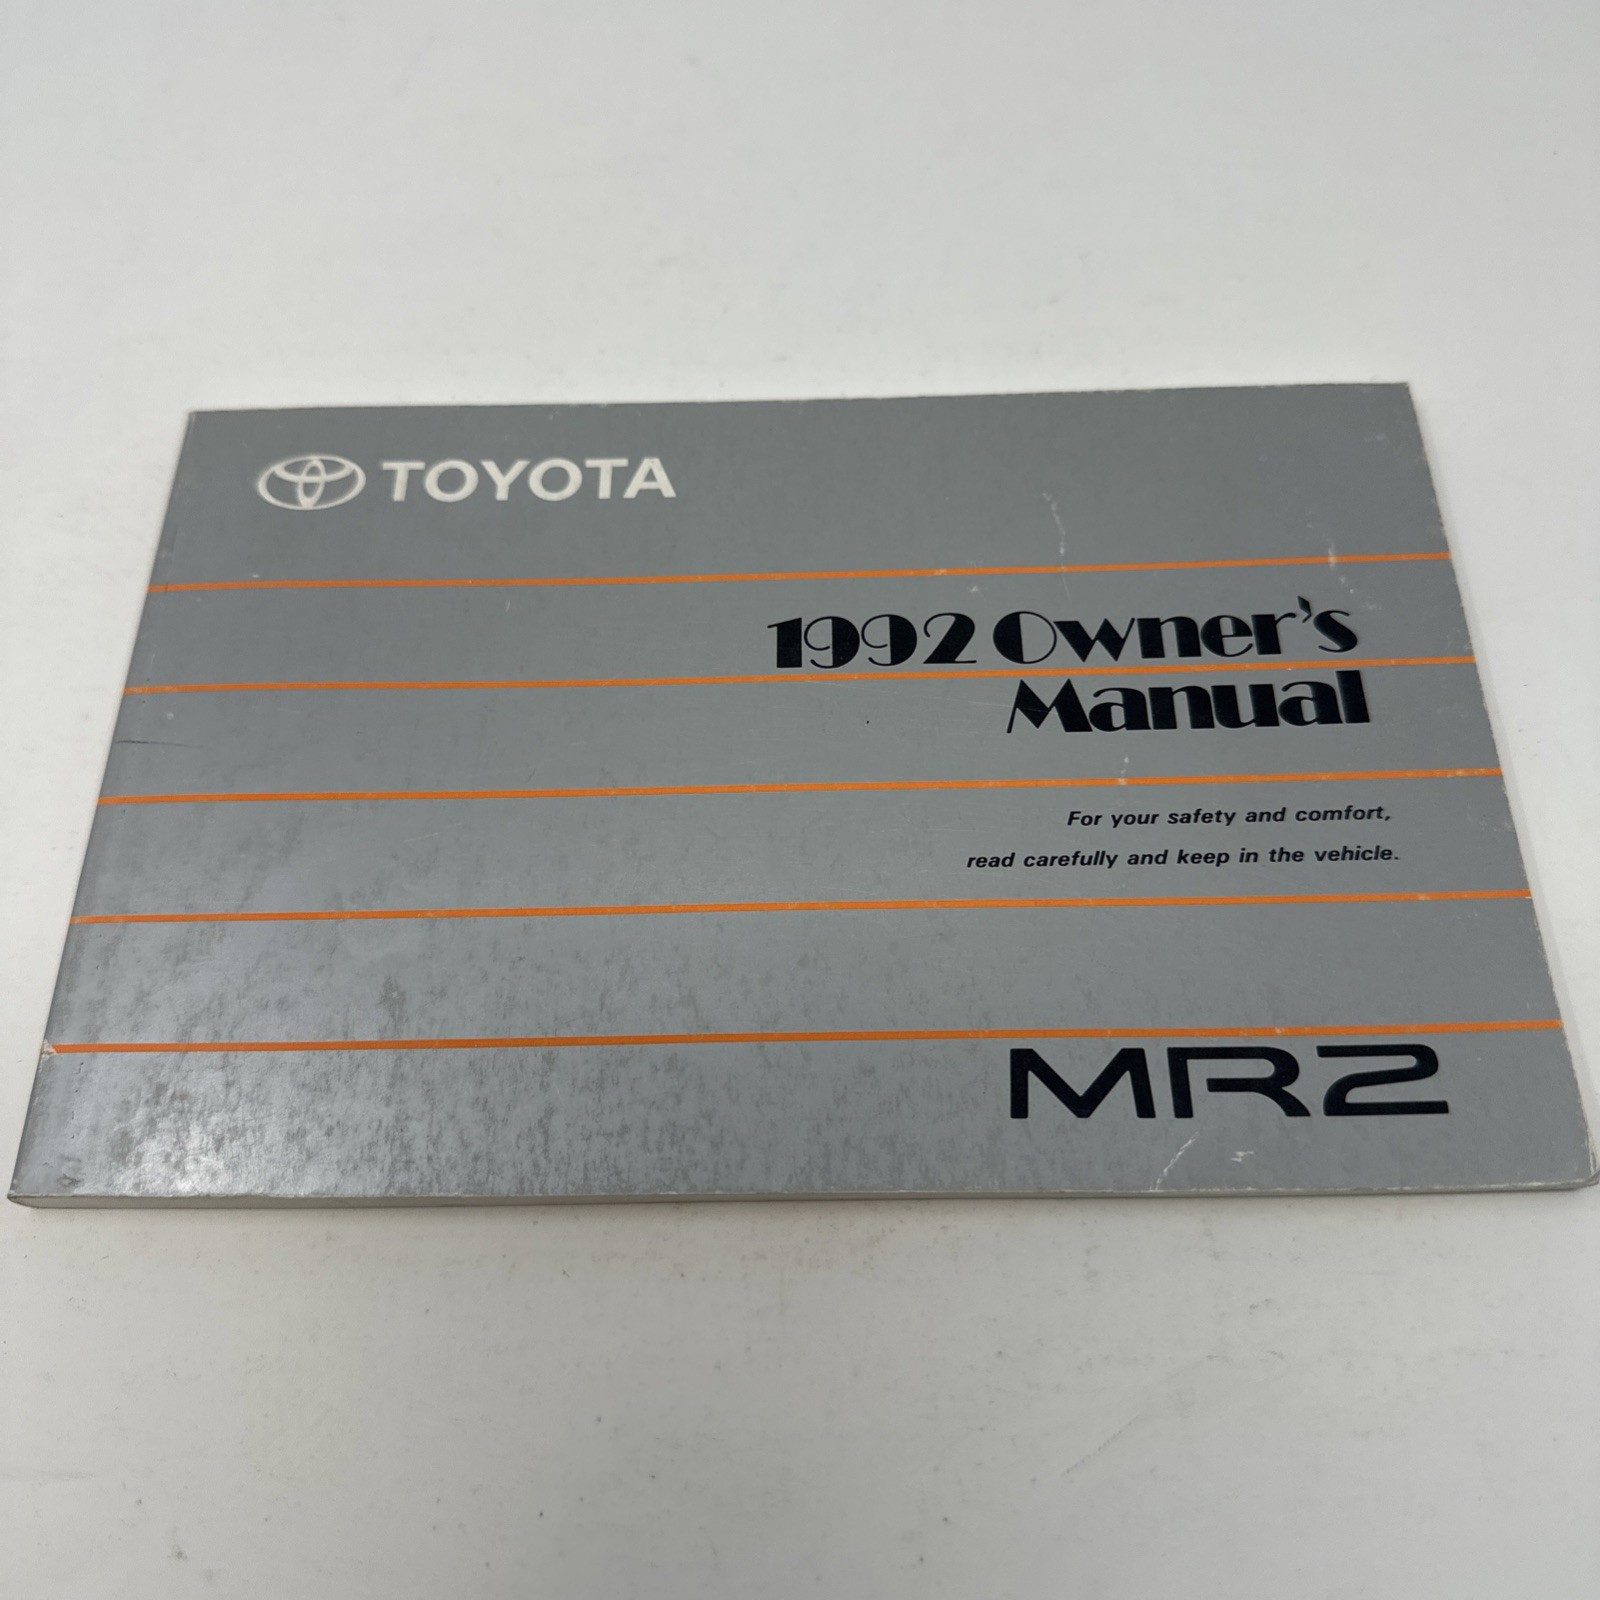 TOYOTA
1992 Owner's
Manual
For your safety and comfort,
read carefully and keep in the vehicle.
MR2